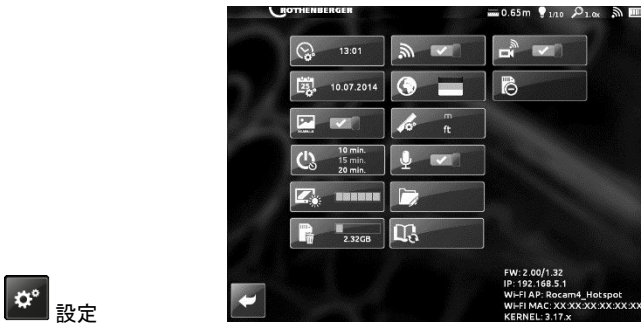 ROTHENBERGER
0.65m 1/10 1.0x
13:01
25
10.07.2014
m
ft
10 min.
15 min.
20 min.
2.32GB
FW: 2.00/1.32
IP: 192.168.5.1
Wi-Fi AP: Rocam4_Hotspot
Wi-Fi MAC: XX:XX:XX:XX:XX:XX
KERNEL: 3.17.x
設定